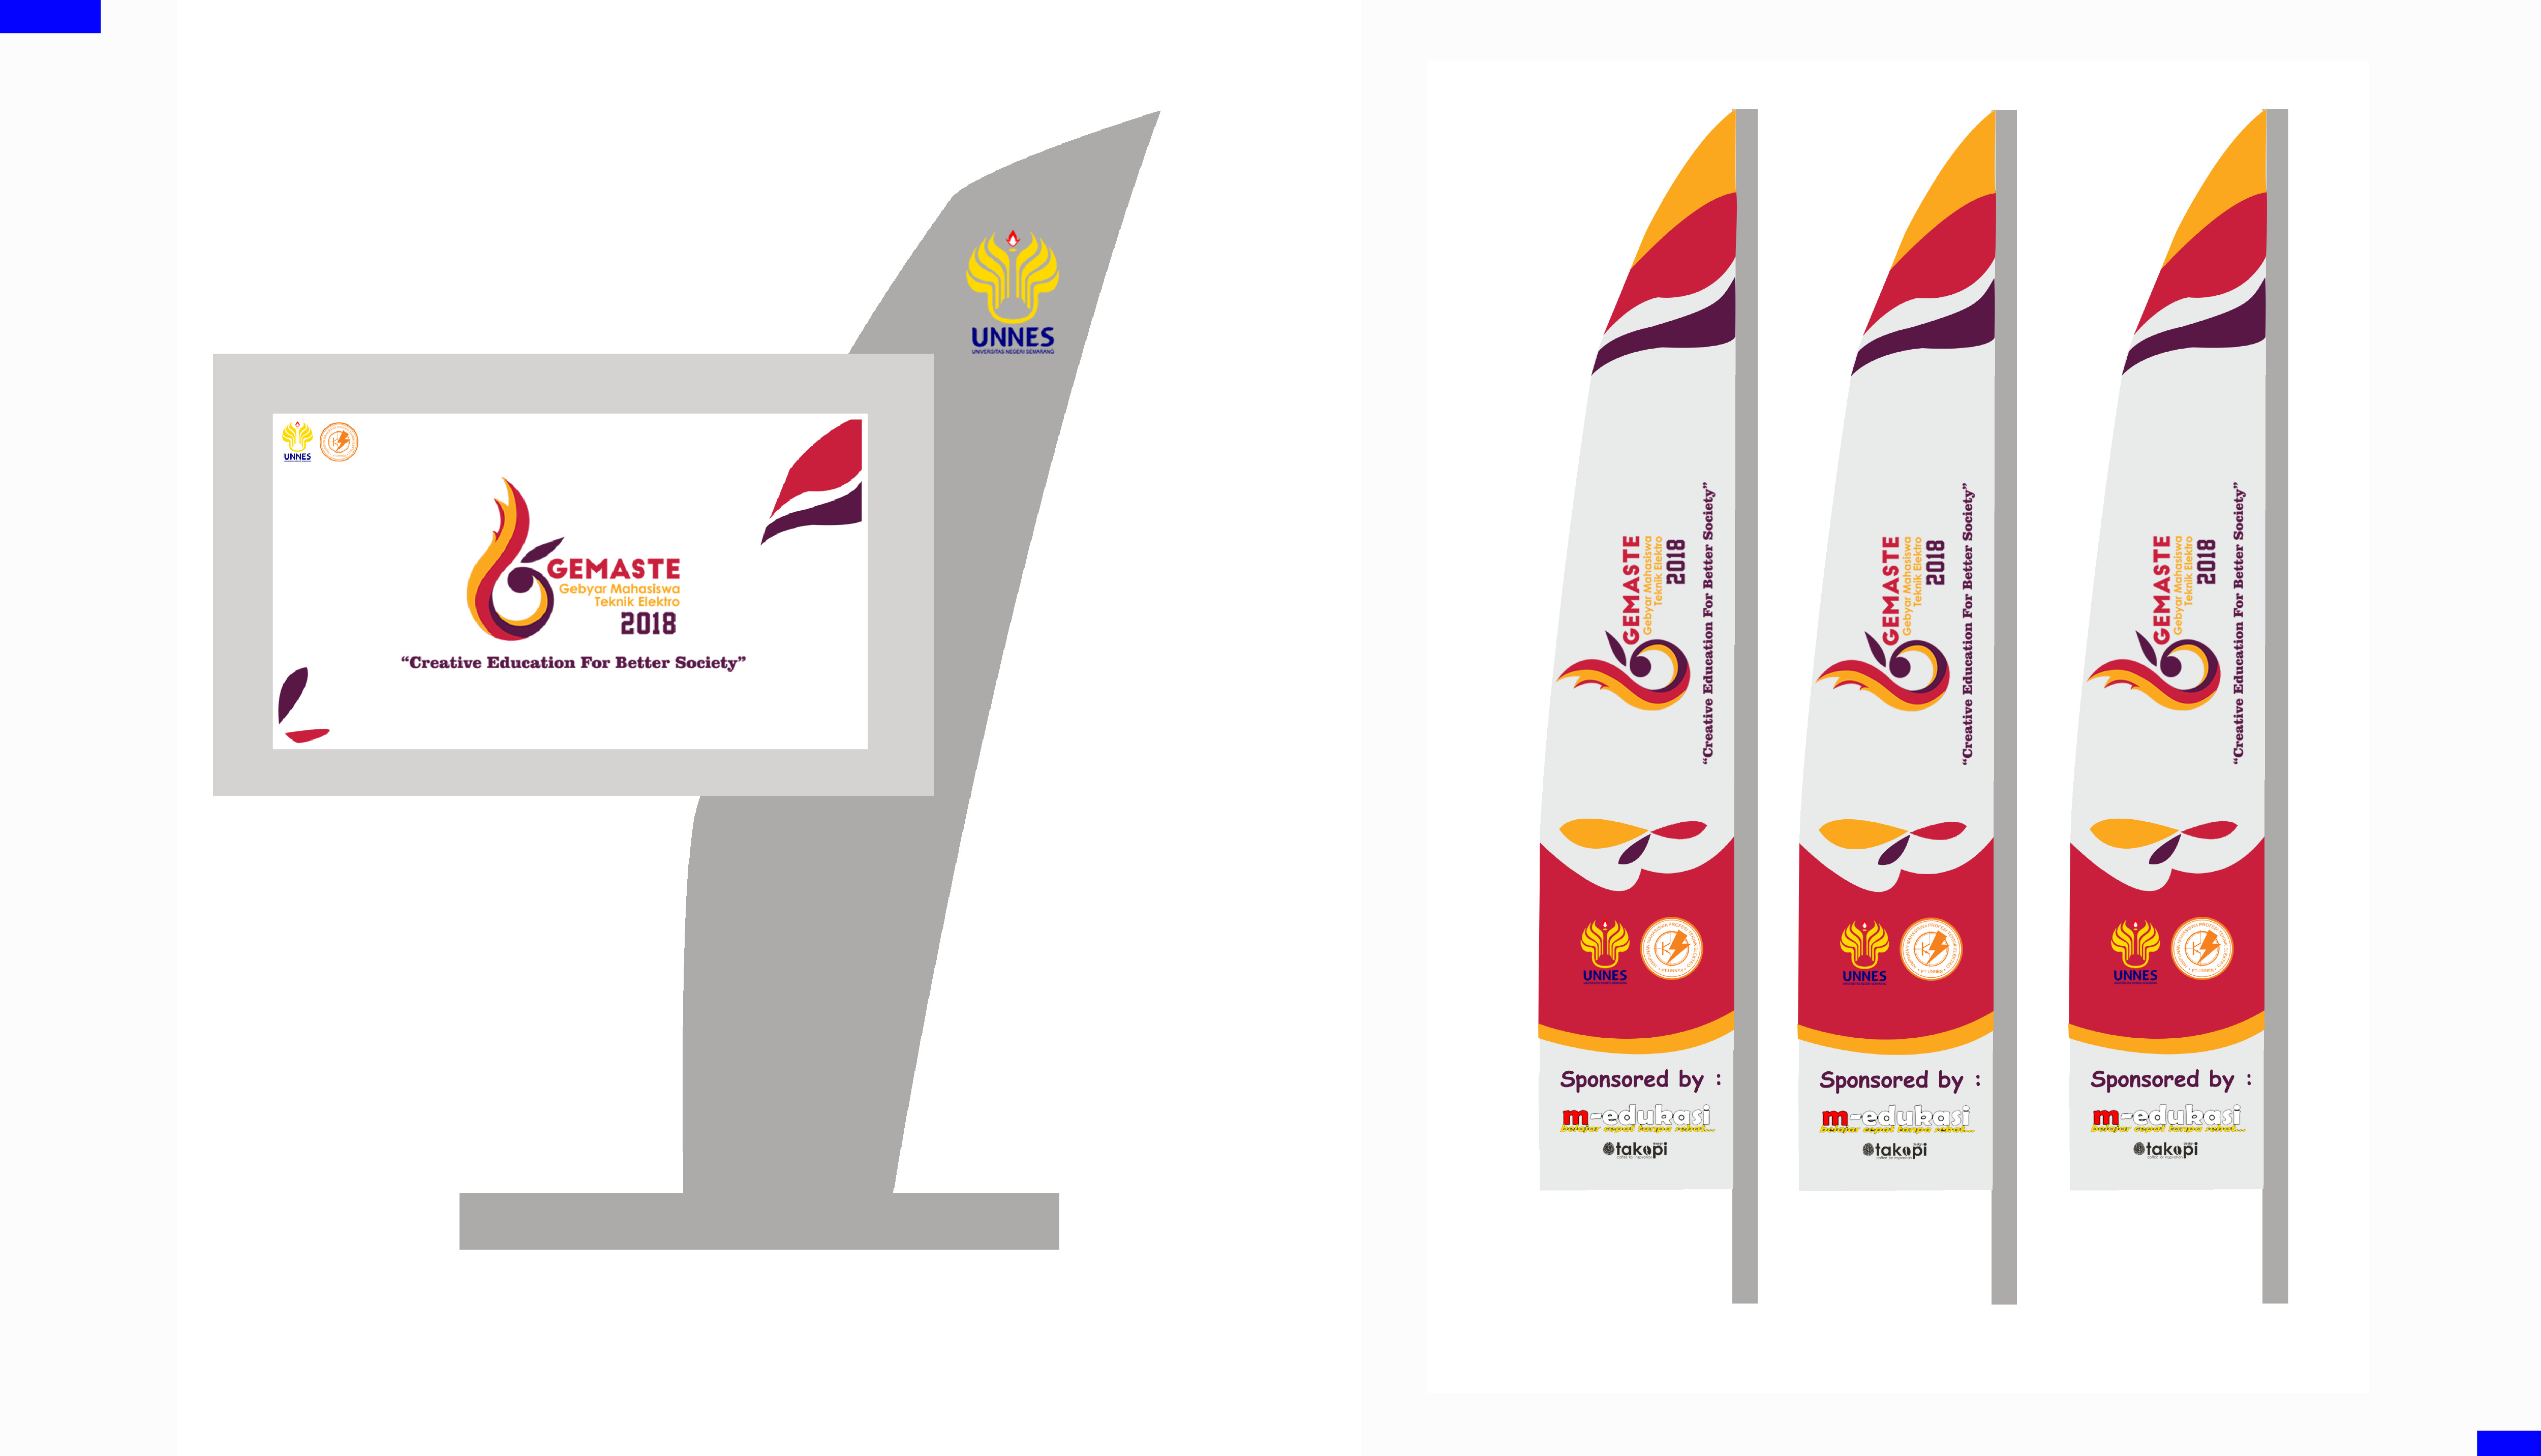 UNNES
UNIVERSITAS NEGERI SEMARANG
UNNES
GEMASTE
Gebyar Mahasiswa
Teknik Elektro
2018
“Creative Education For Better Society”
GEMASTE
Gebyar Mahasiswa
Teknik Elektro
2018
“Creative Education For Better Society”
UNNES
Sponsored by :
m-edukasi
takopi
GEMASTE
Gebyar Mahasiswa
Teknik Elektro
2018
“Creative Education For Better Society”
UNNES
Sponsored by :
m-edukasi
takopi
GEMASTE
Gebyar Mahasiswa
Teknik Elektro
2018
“Creative Education For Better Society”
UNNES
Sponsored by :
m-edukasi
takopi